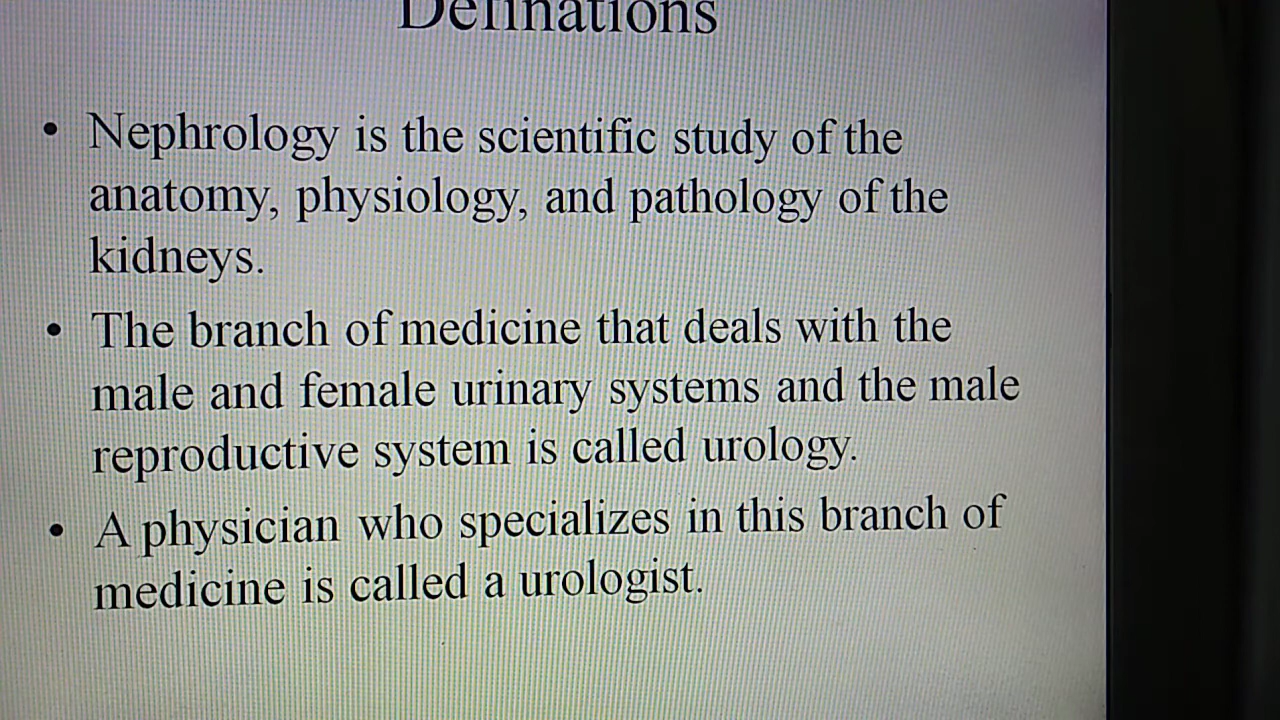 Definations
• Nephrology is the scientific study of the
anatomy, physiology, and pathology of the
kidneys.
• The branch of medicine that deals with the
male and female urinary systems and the male
reproductive system is called urology.
• A physician who specializes in this branch of
medicine is called a urologist.